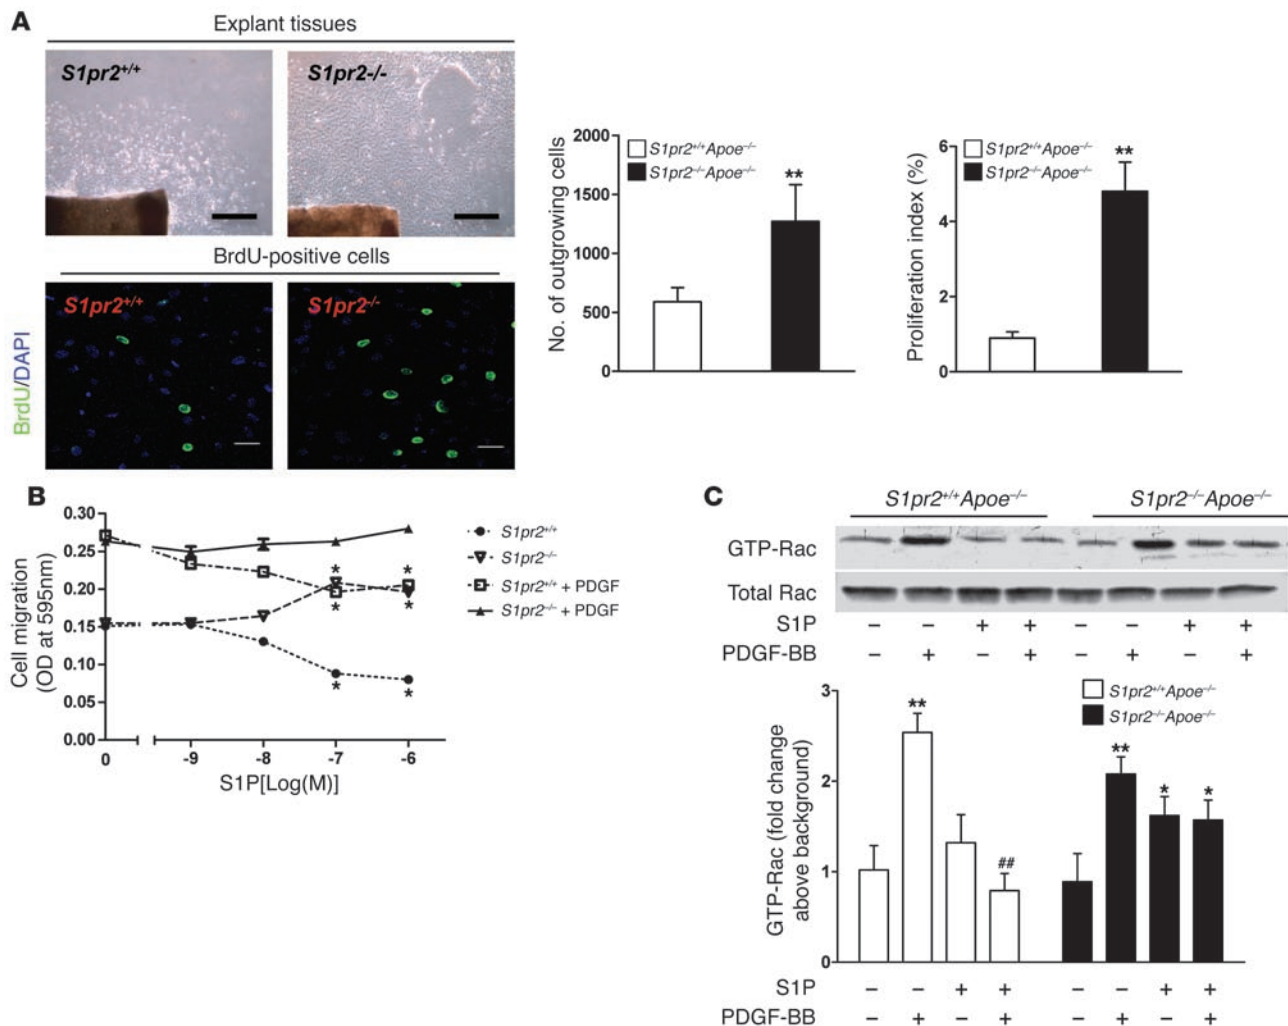 A
Explant tissues
S1pr2+/+
S1pr2-/-
BrdU-positive cells
S1pr2+/+
S1pr2-/-
BrdU/DAPI
No. of outgrowing cells
2000
1500
1000
500
0
S1pr2+/+Apoe–/–
S1pr2–/–Apoe–/–
**
Proliferation index (%)
6
4
2
0
S1pr2+/+Apoe–/–
S1pr2–/–Apoe–/–
**
B
Cell migration
(OD at 595nm)
0.30
0.25
0.20
0.15
0.10
0.05
0.00
* *
* *
* *
0 -9 -8 -7 -6
S1P[Log(M)]
S1pr2+/+
S1pr2–/–
S1pr2+/+ + PDGF
S1pr2–/– + PDGF
C
S1pr2+/+Apoe–/– S1pr2–/–Apoe–/–
GTP-Rac
Total Rac
S1P – – + + – – + +
PDGF-BB – + – + – + – +
GTP-Rac (fold change
above background)
3
2
1
0
S1pr2+/+Apoe–/–
S1pr2–/–Apoe–/–
** ## ** * *
S1P – – + + – – + +
PDGF-BB – + – + – + – +